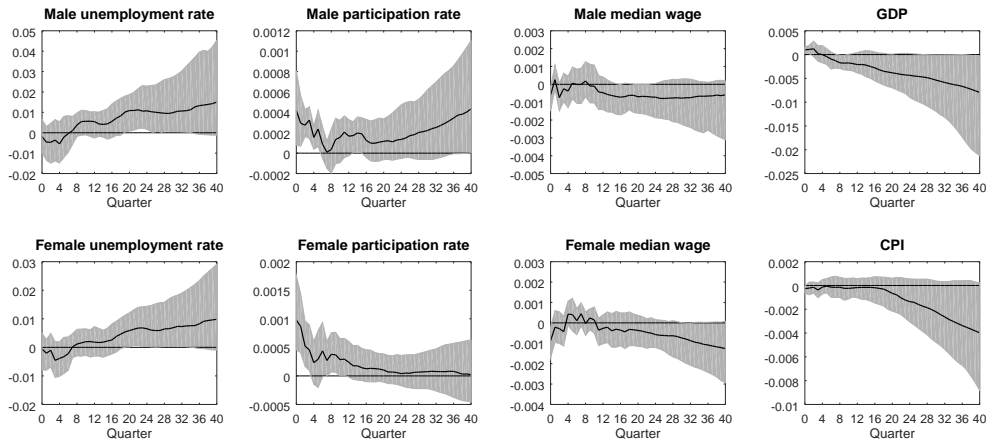 Male unemployment rate
0.05
0.04
0.03
0.02
0.01
0
-0.01
-0.02
0 4 8 12 16 20 24 28 32 36 40
Quarter
Male participation rate
0.0012
0.001
0.0008
0.0006
0.0004
0.0002
0
-0.0002
0 4 8 12 16 20 24 28 32 36 40
Quarter
Male median wage
0.003
0.002
0.001
0.000
-0.001
-0.002
-0.003
-0.004
-0.005
0 4 8 12 16 20 24 28 32 36 40
Quarter
GDP
0.005
0
-0.005
-0.01
-0.015
-0.02
-0.025
0 4 8 12 16 20 24 28 32 36 40
Quarter
Female unemployment rate
0.03
0.02
0.01
0
-0.01
-0.02
0 4 8 12 16 20 24 28 32 36 40
Quarter
Female participation rate
0.002
0.0015
0.001
0.0005
0
-0.0005
0 4 8 12 16 20 24 28 32 36 40
Quarter
Female median wage
0.003
0.002
0.001
0.000
-0.001
-0.002
-0.003
-0.004
0 4 8 12 16 20 24 28 32 36 40
Quarter
CPI
0.002
0
-0.002
-0.004
-0.006
-0.008
-0.01
0 4 8 12 16 20 24 28 32 36 40
Quarter